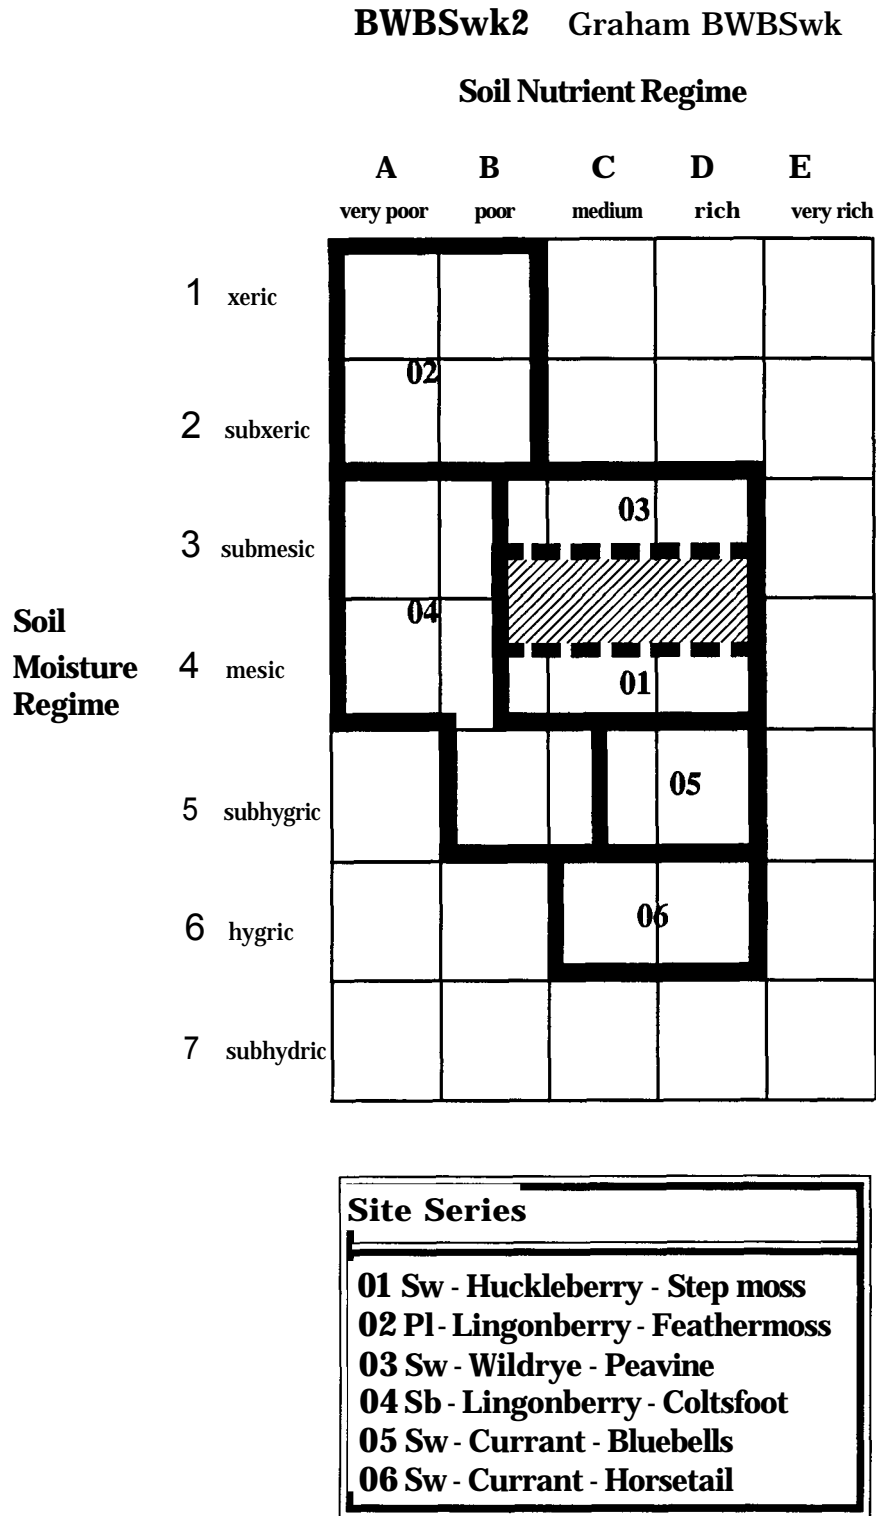 BWBSwk2 Graham BWBSwk
Soil Nutrient Regime
A B C D E
very poor poor medium rich very rich
1 xeric
02
2 subxeric
03
3 submesic
04
Soil
Moisture
Regime
4 mesic
01
05
5 subhygric
06
6 hygric
7 subhydric
Site Series
01 Sw - Huckleberry - Step moss
02 Pl - Lingonberry - Feathermoss
03 Sw - Wildrye - Peavine
04 Sb - Lingonberry - Coltsfoot
05 Sw - Currant - Bluebells
06 Sw - Currant - Horsetail